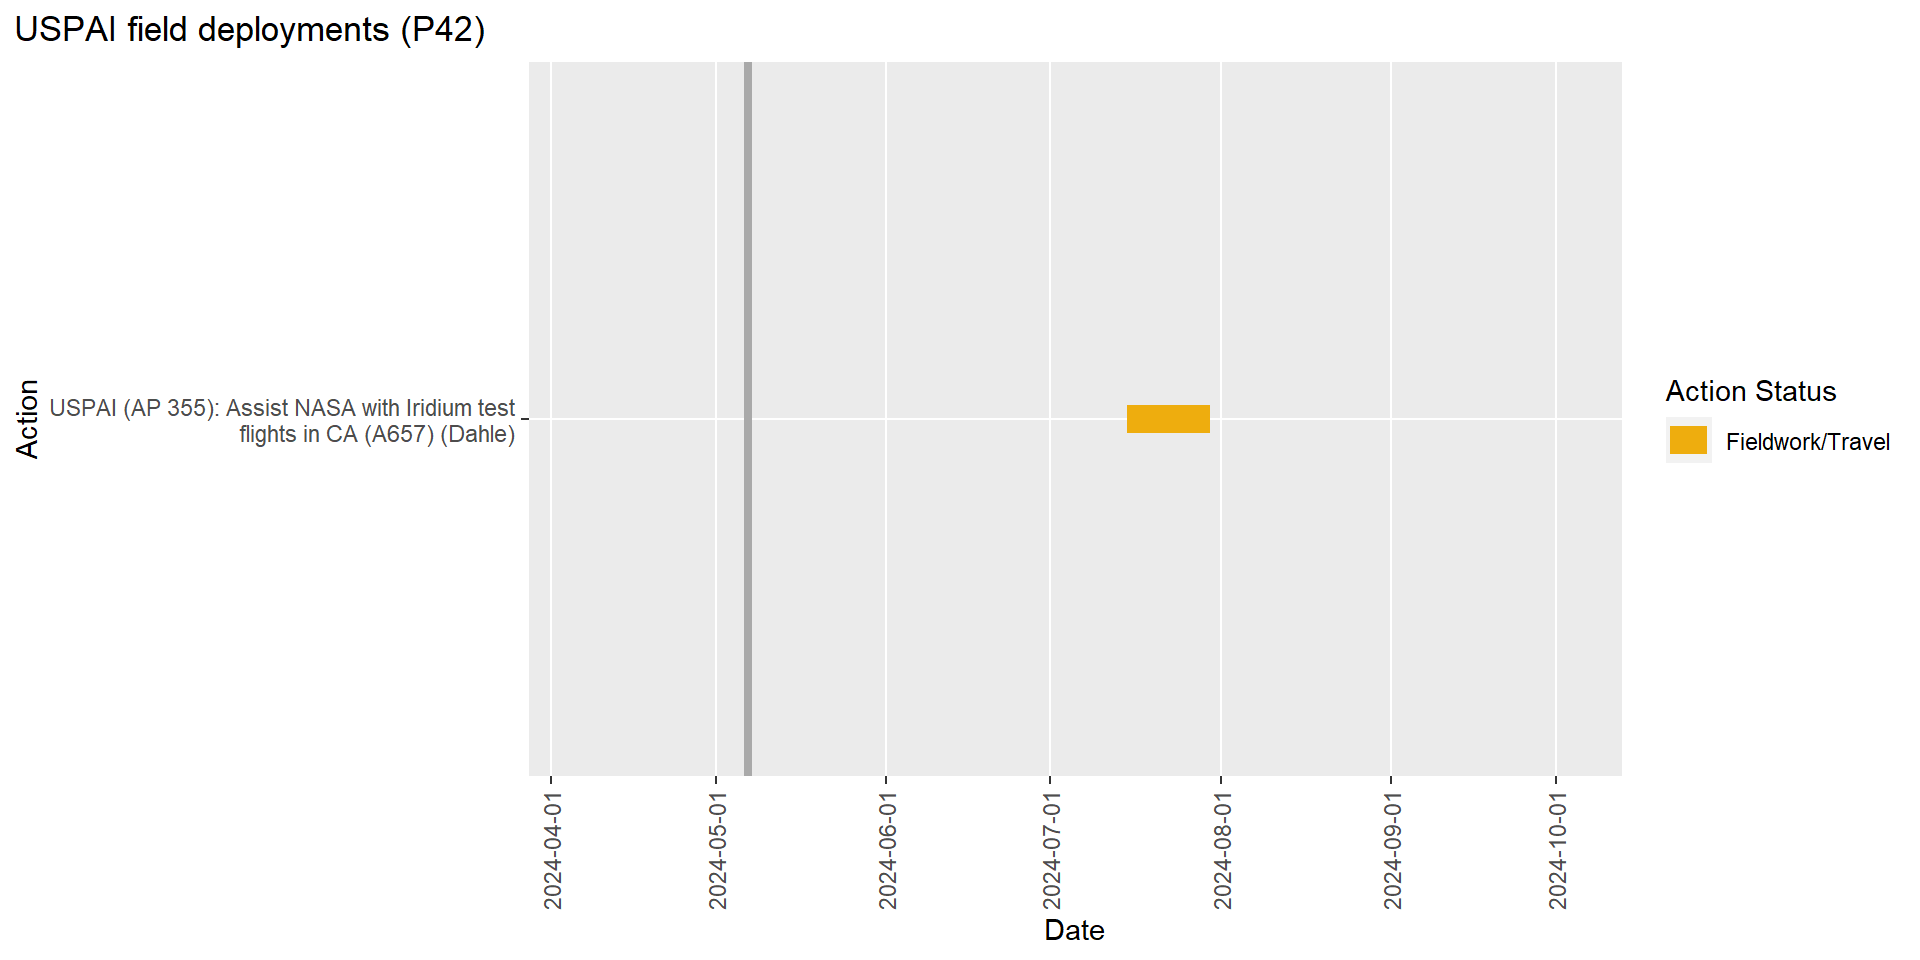 USPAI field deployments (P42)
Action
USPAI (AP 355): Assist NASA with Iridium test
flights in CA (A657) (Dahle)
Action Status
Fieldwork/Travel
2024-04-01
2024-05-01
2024-06-01
2024-07-01
2024-08-01
2024-09-01
2024-10-01
Date